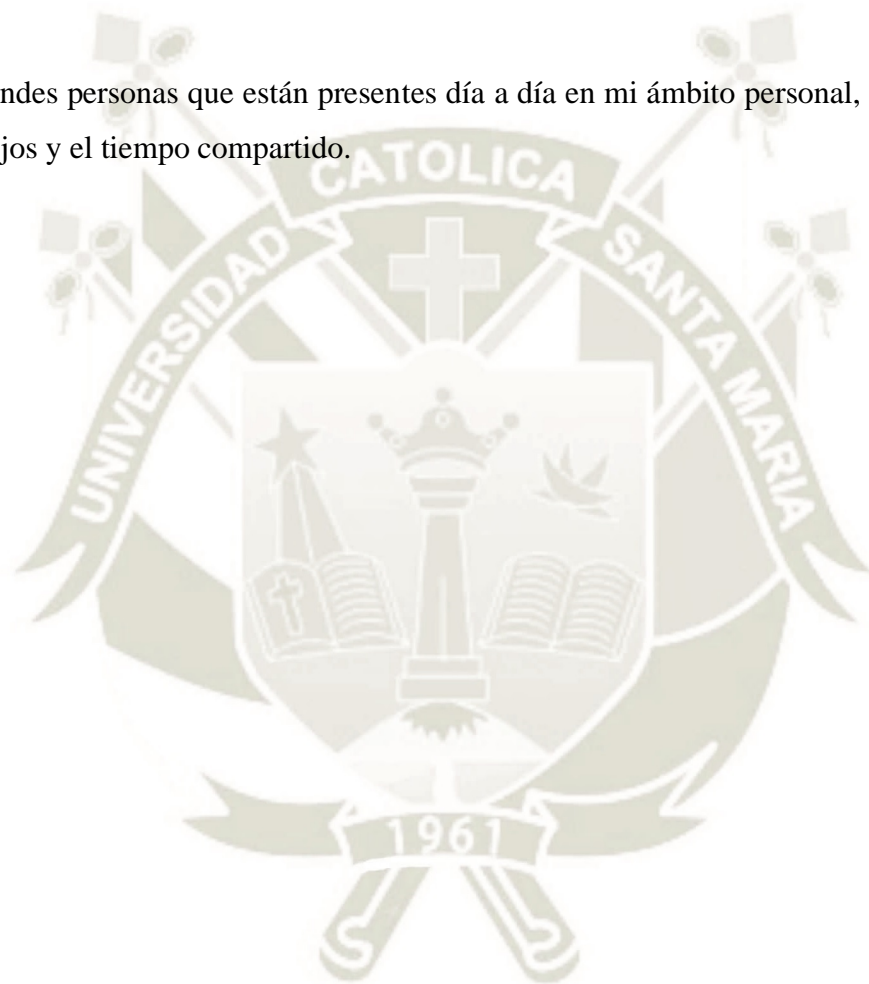 ndes personas que están presentes día a día en mi ámbito personal,
jos y el tiempo compartido.
CATOLICA
UNIVERSIDAD
SANTA MARIA
1961